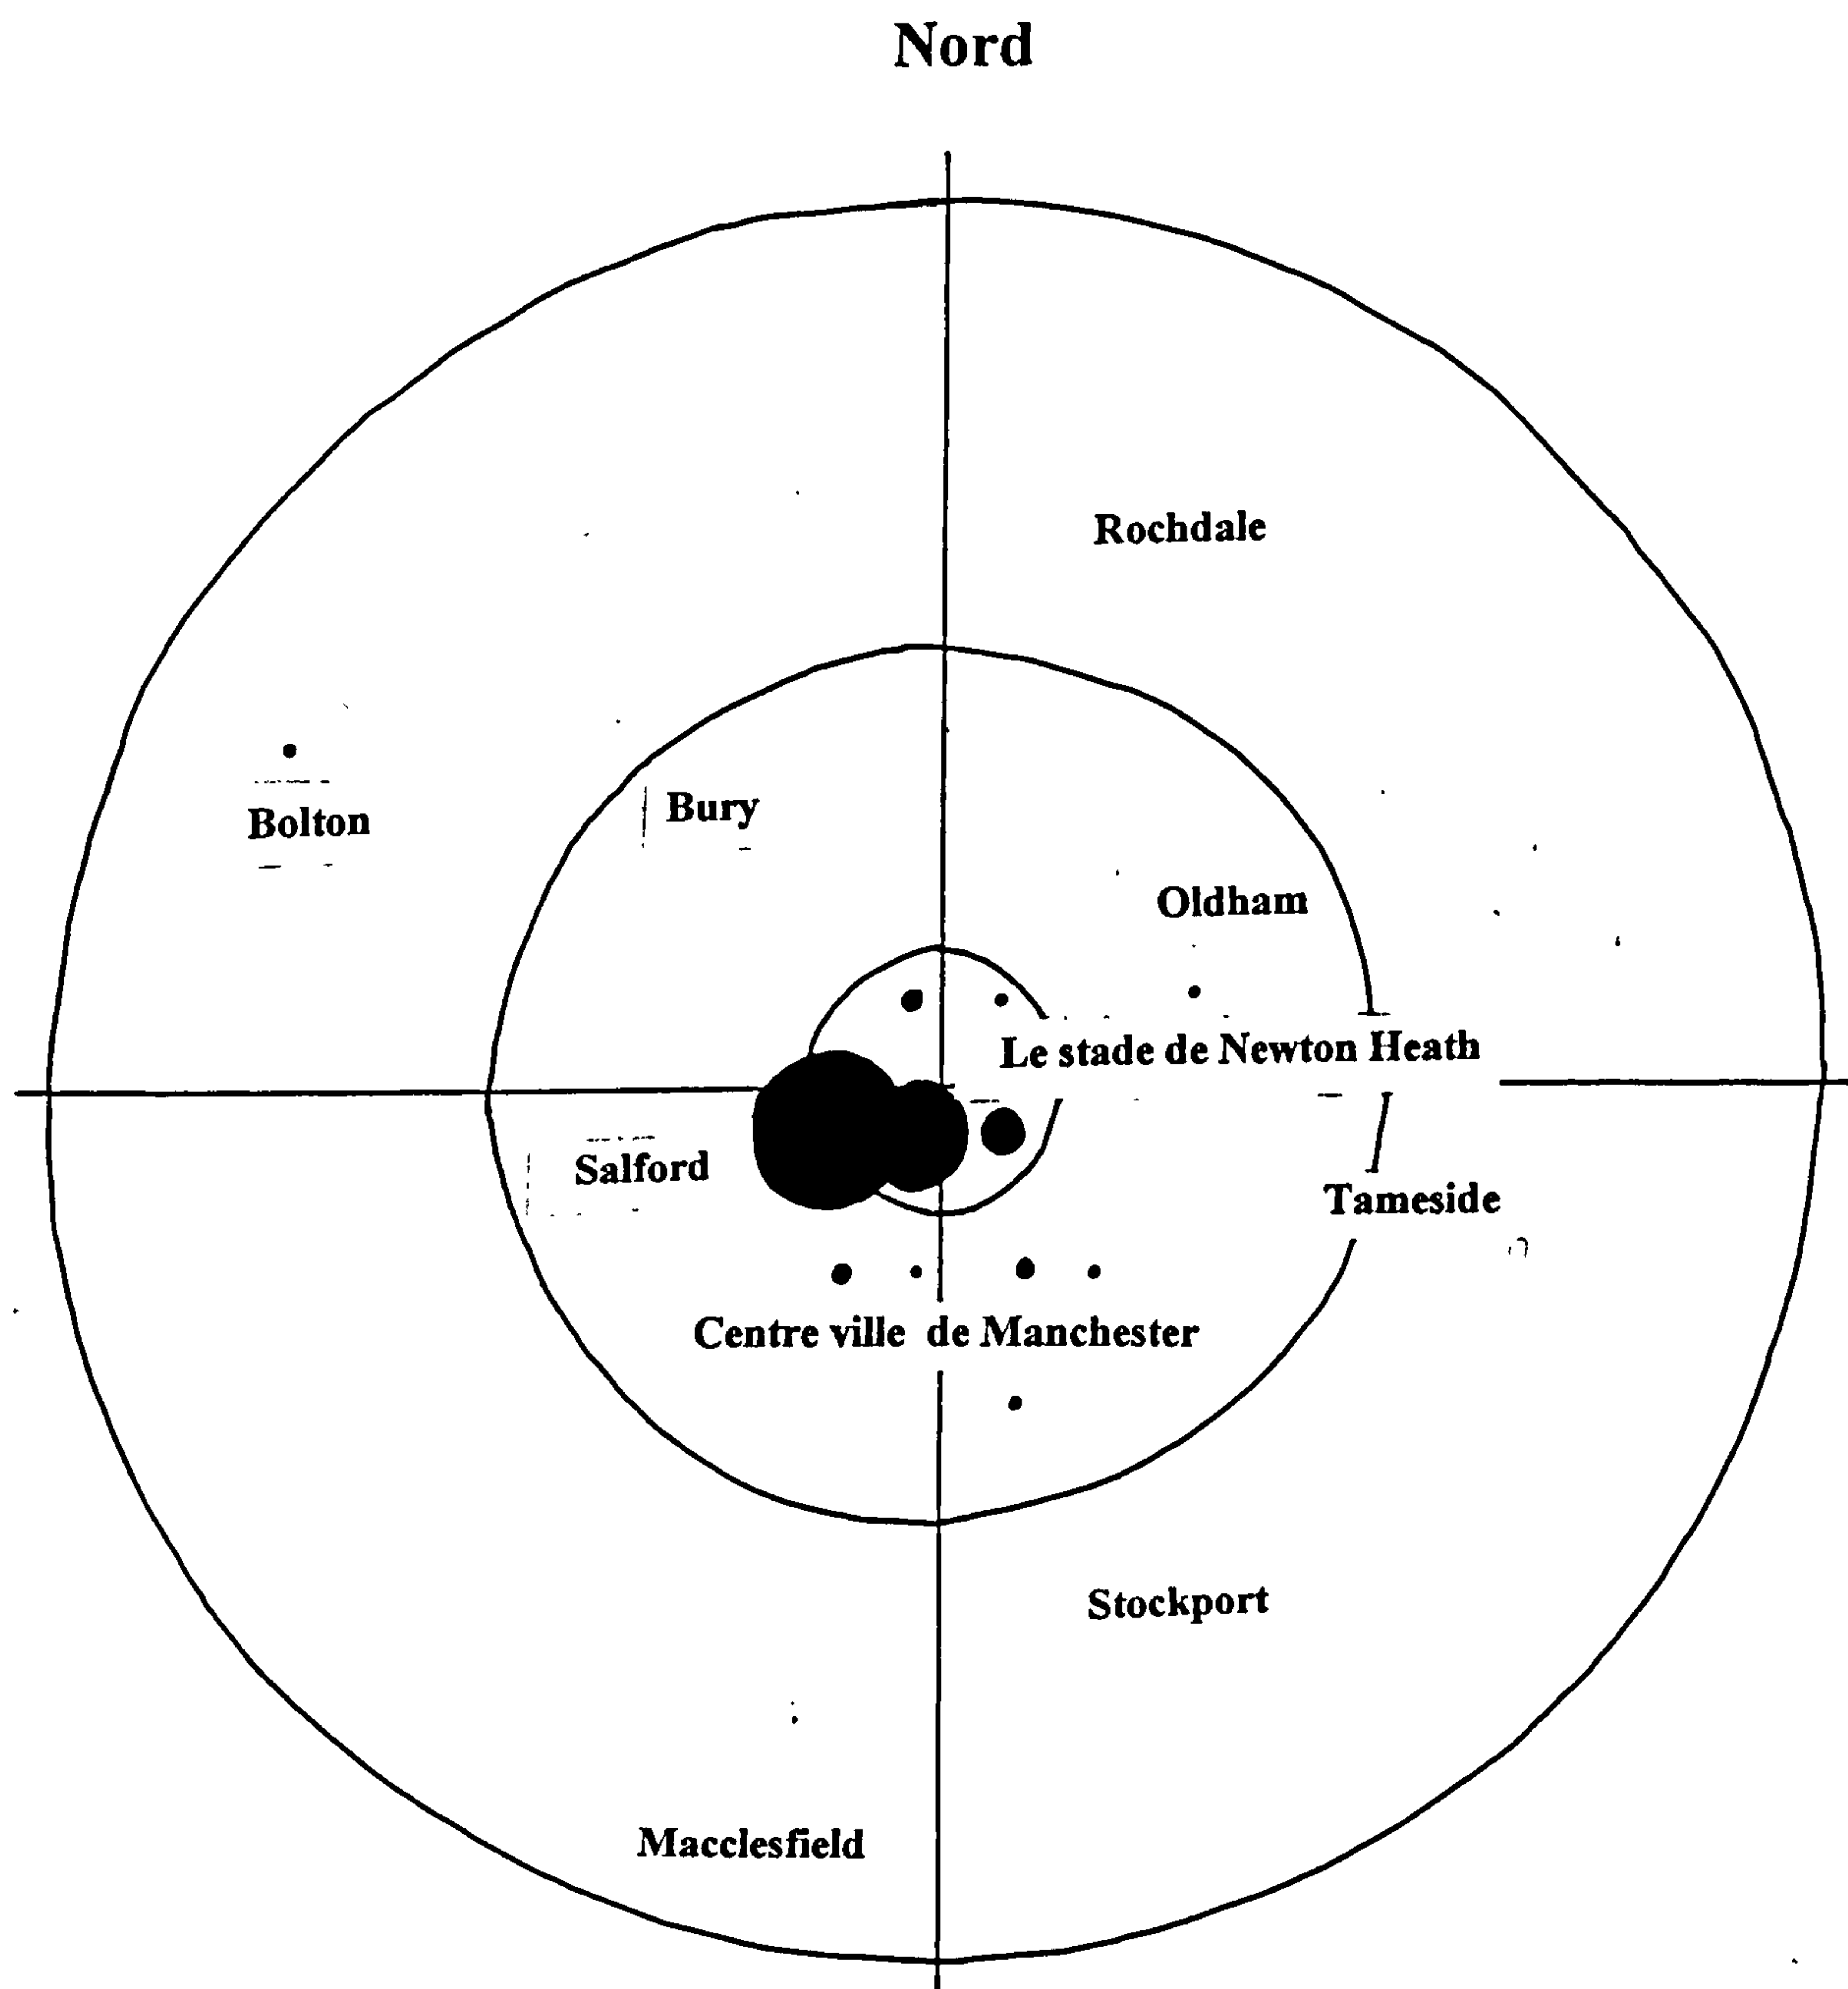 Nord
Rochdale
Bolton
Bury
Oldham
Le stade de Newton Heath
Salford
Tameside
Centre ville de Manchester
Stockport
Macclesfield